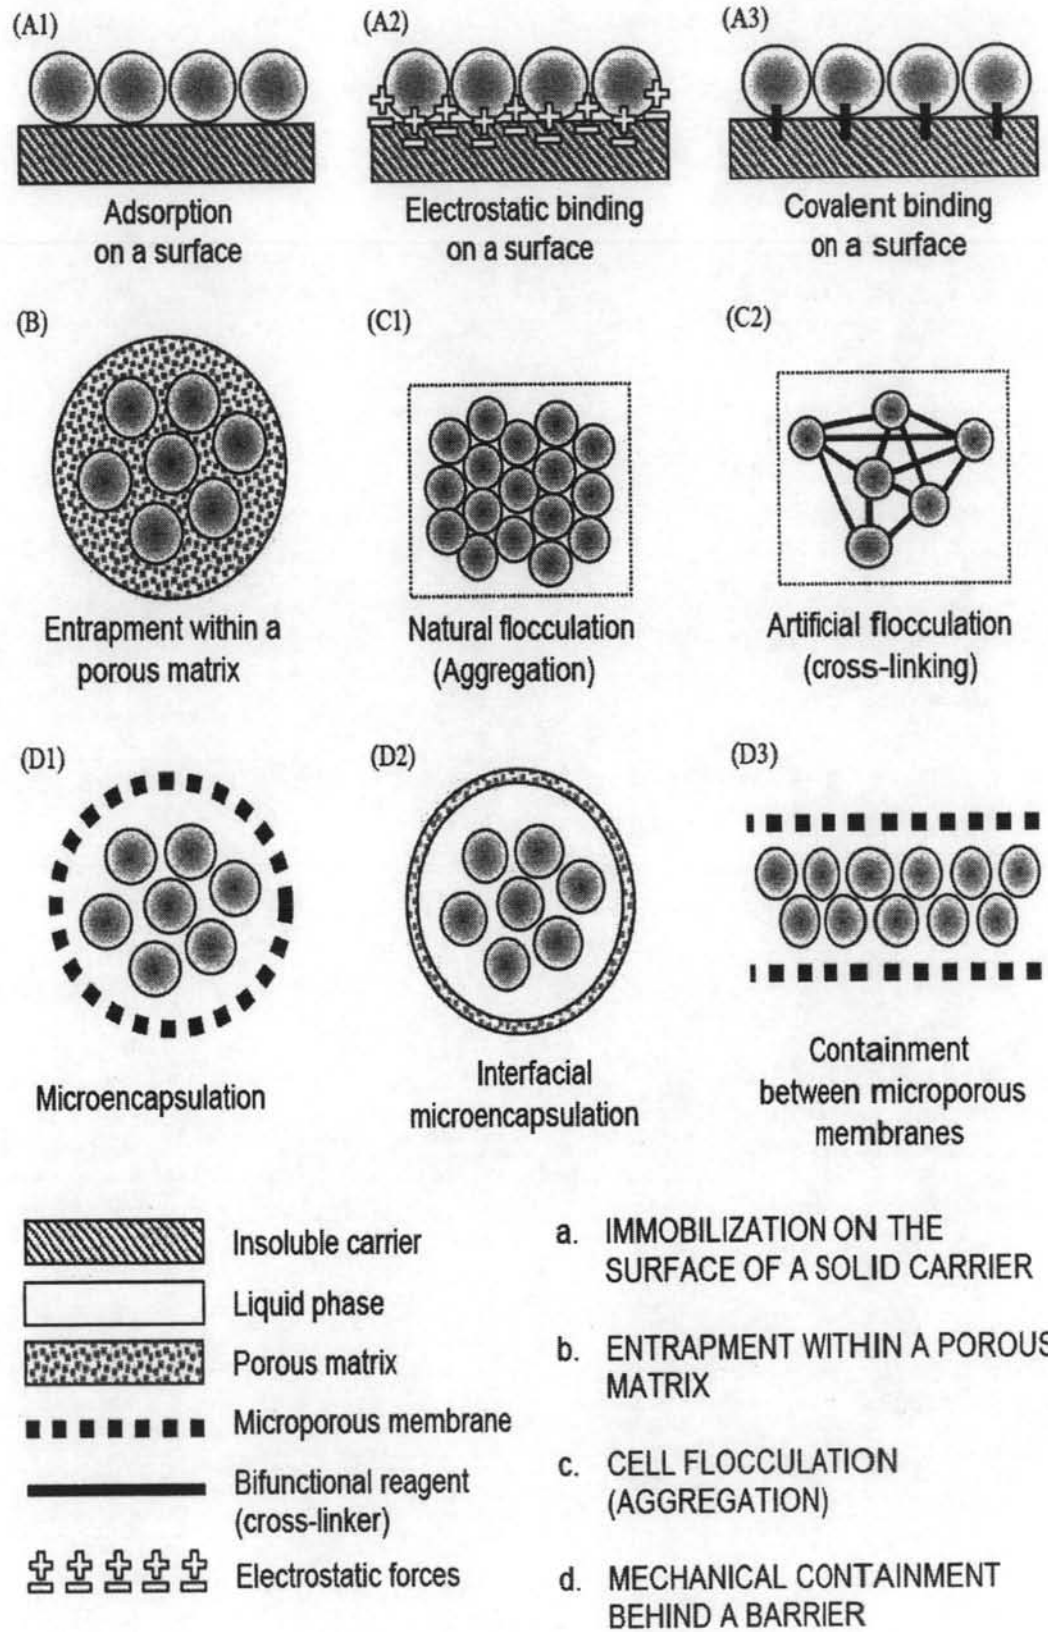 (A1)
(A2)
(A3)
Adsorption
on a surface
Electrostatic binding
on a surface
Covalent binding
on a surface
(B)
(C1)
(C2)
Entrapment within a
porous matrix
Natural flocculation
(Aggregation)
Artificial flocculation
(cross-linking)
(D1)
(D2)
(D3)
Microencapsulation
Interfacial
microencapsulation
Containment
between microporous
membranes
Insoluble carrier
Liquid phase
Porous matrix
Microporous membrane
Bifunctional reagent
(cross-linker)
Electrostatic forces
a. IMMOBILIZATION ON THE
SURFACE OF A SOLID CARRIER
b. ENTRAPMENT WITHIN A POROUS
MATRIX
c. CELL FLOCCULATION
(AGGREGATION)
d. MECHANICAL CONTAINMENT
BEHIND A BARRIER